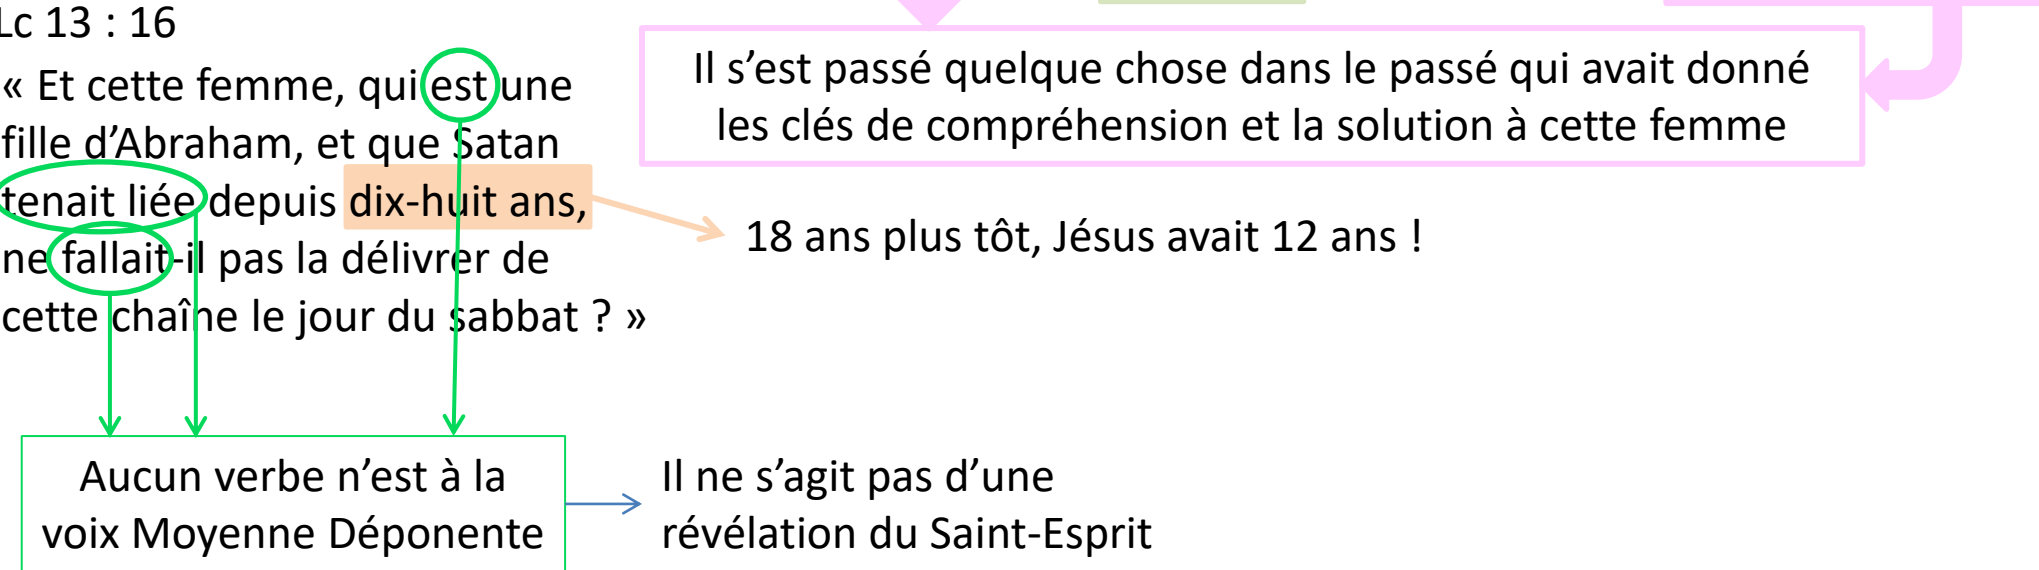 Lc 13 : 16
« Et cette femme, qui est une
fille d’Abraham, et que Satan
tenait liée depuis dix-huit ans,
ne fallait-il pas la délivrer de
cette chaîne le jour du sabbat ? »
Il s’est passé quelque chose dans le passé qui avait donné
les clés de compréhension et la solution à cette femme
18 ans plus tôt, Jésus avait 12 ans !
Aucun verbe n’est à la
voix Moyenne Déponente
Il ne s’agit pas d’une
révélation du Saint-Esprit